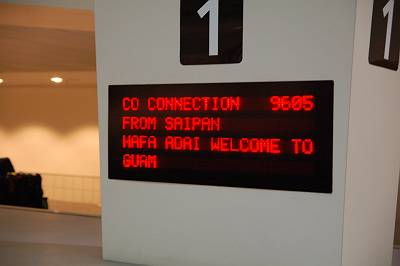 1
1
CO CONNECTION 9605
FROM SAIPAN
HAFA ADAI WELCOME TO
GUAM